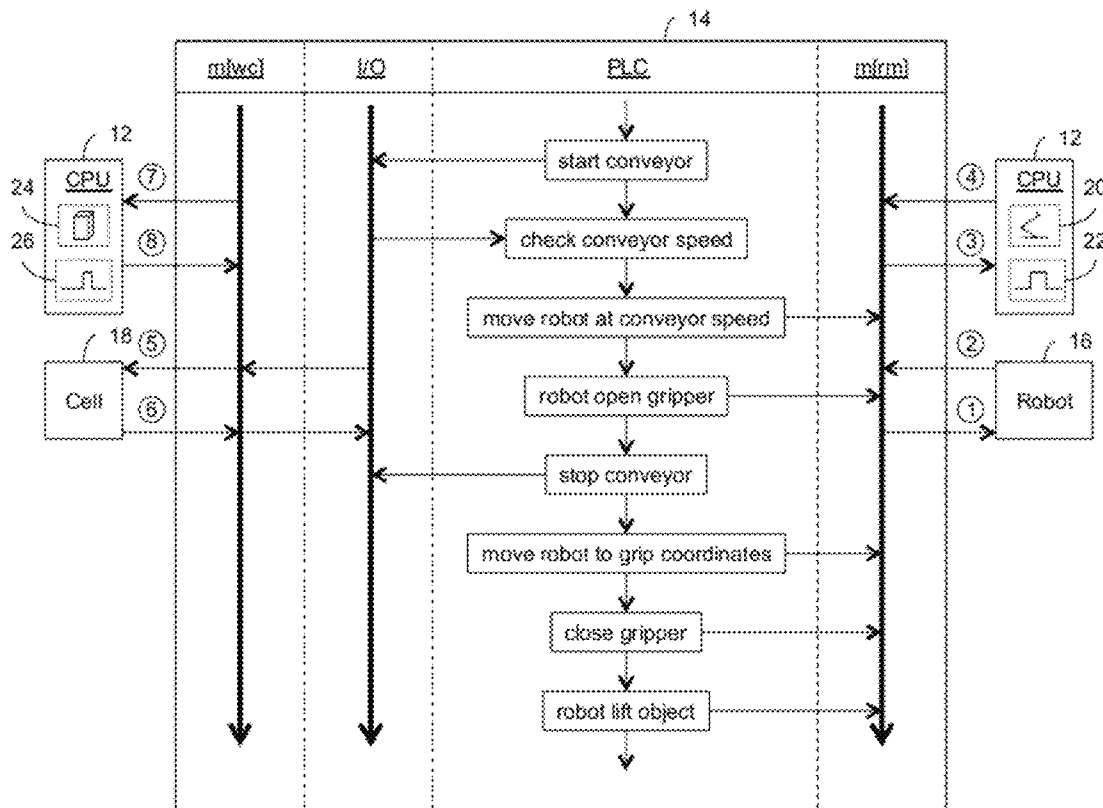 14
m[wc] I/O PLC m[rm]
12
CPU
24
26
⑦
⑧
18
Cell
⑤
⑥
start conveyor
check conveyor speed
move robot at conveyor speed
robot open gripper
stop conveyor
move robot to grip coordinates
close gripper
robot lift object
12
CPU
20
22
④
③
16
Robot
②
①